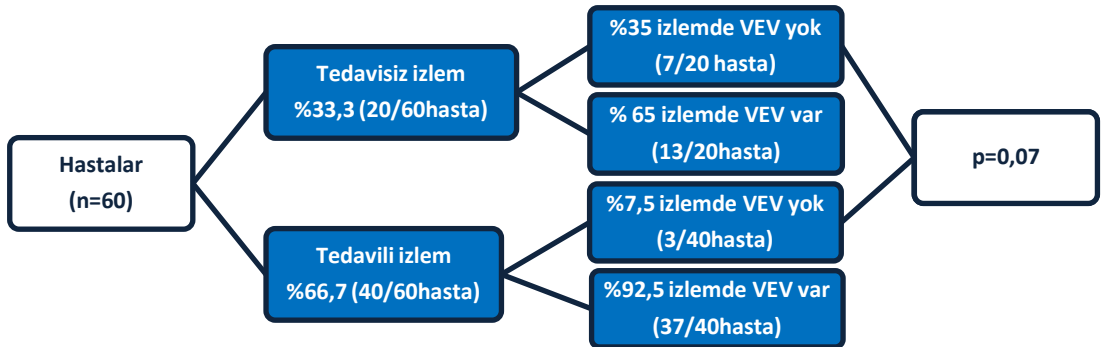 Hastalar
(n=60)
Tedavisiz izlem
%33,3 (20/60hasta)
Tedavili izlem
%66,7 (40/60hasta)
%35 izlemde VEV yok
(7/20 hasta)
% 65 izlemde VEV var
(13/20hasta)
%7,5 izlemde VEV yok
(3/40hasta)
%92,5 izlemde VEV var
(37/40hasta)
p=0,07